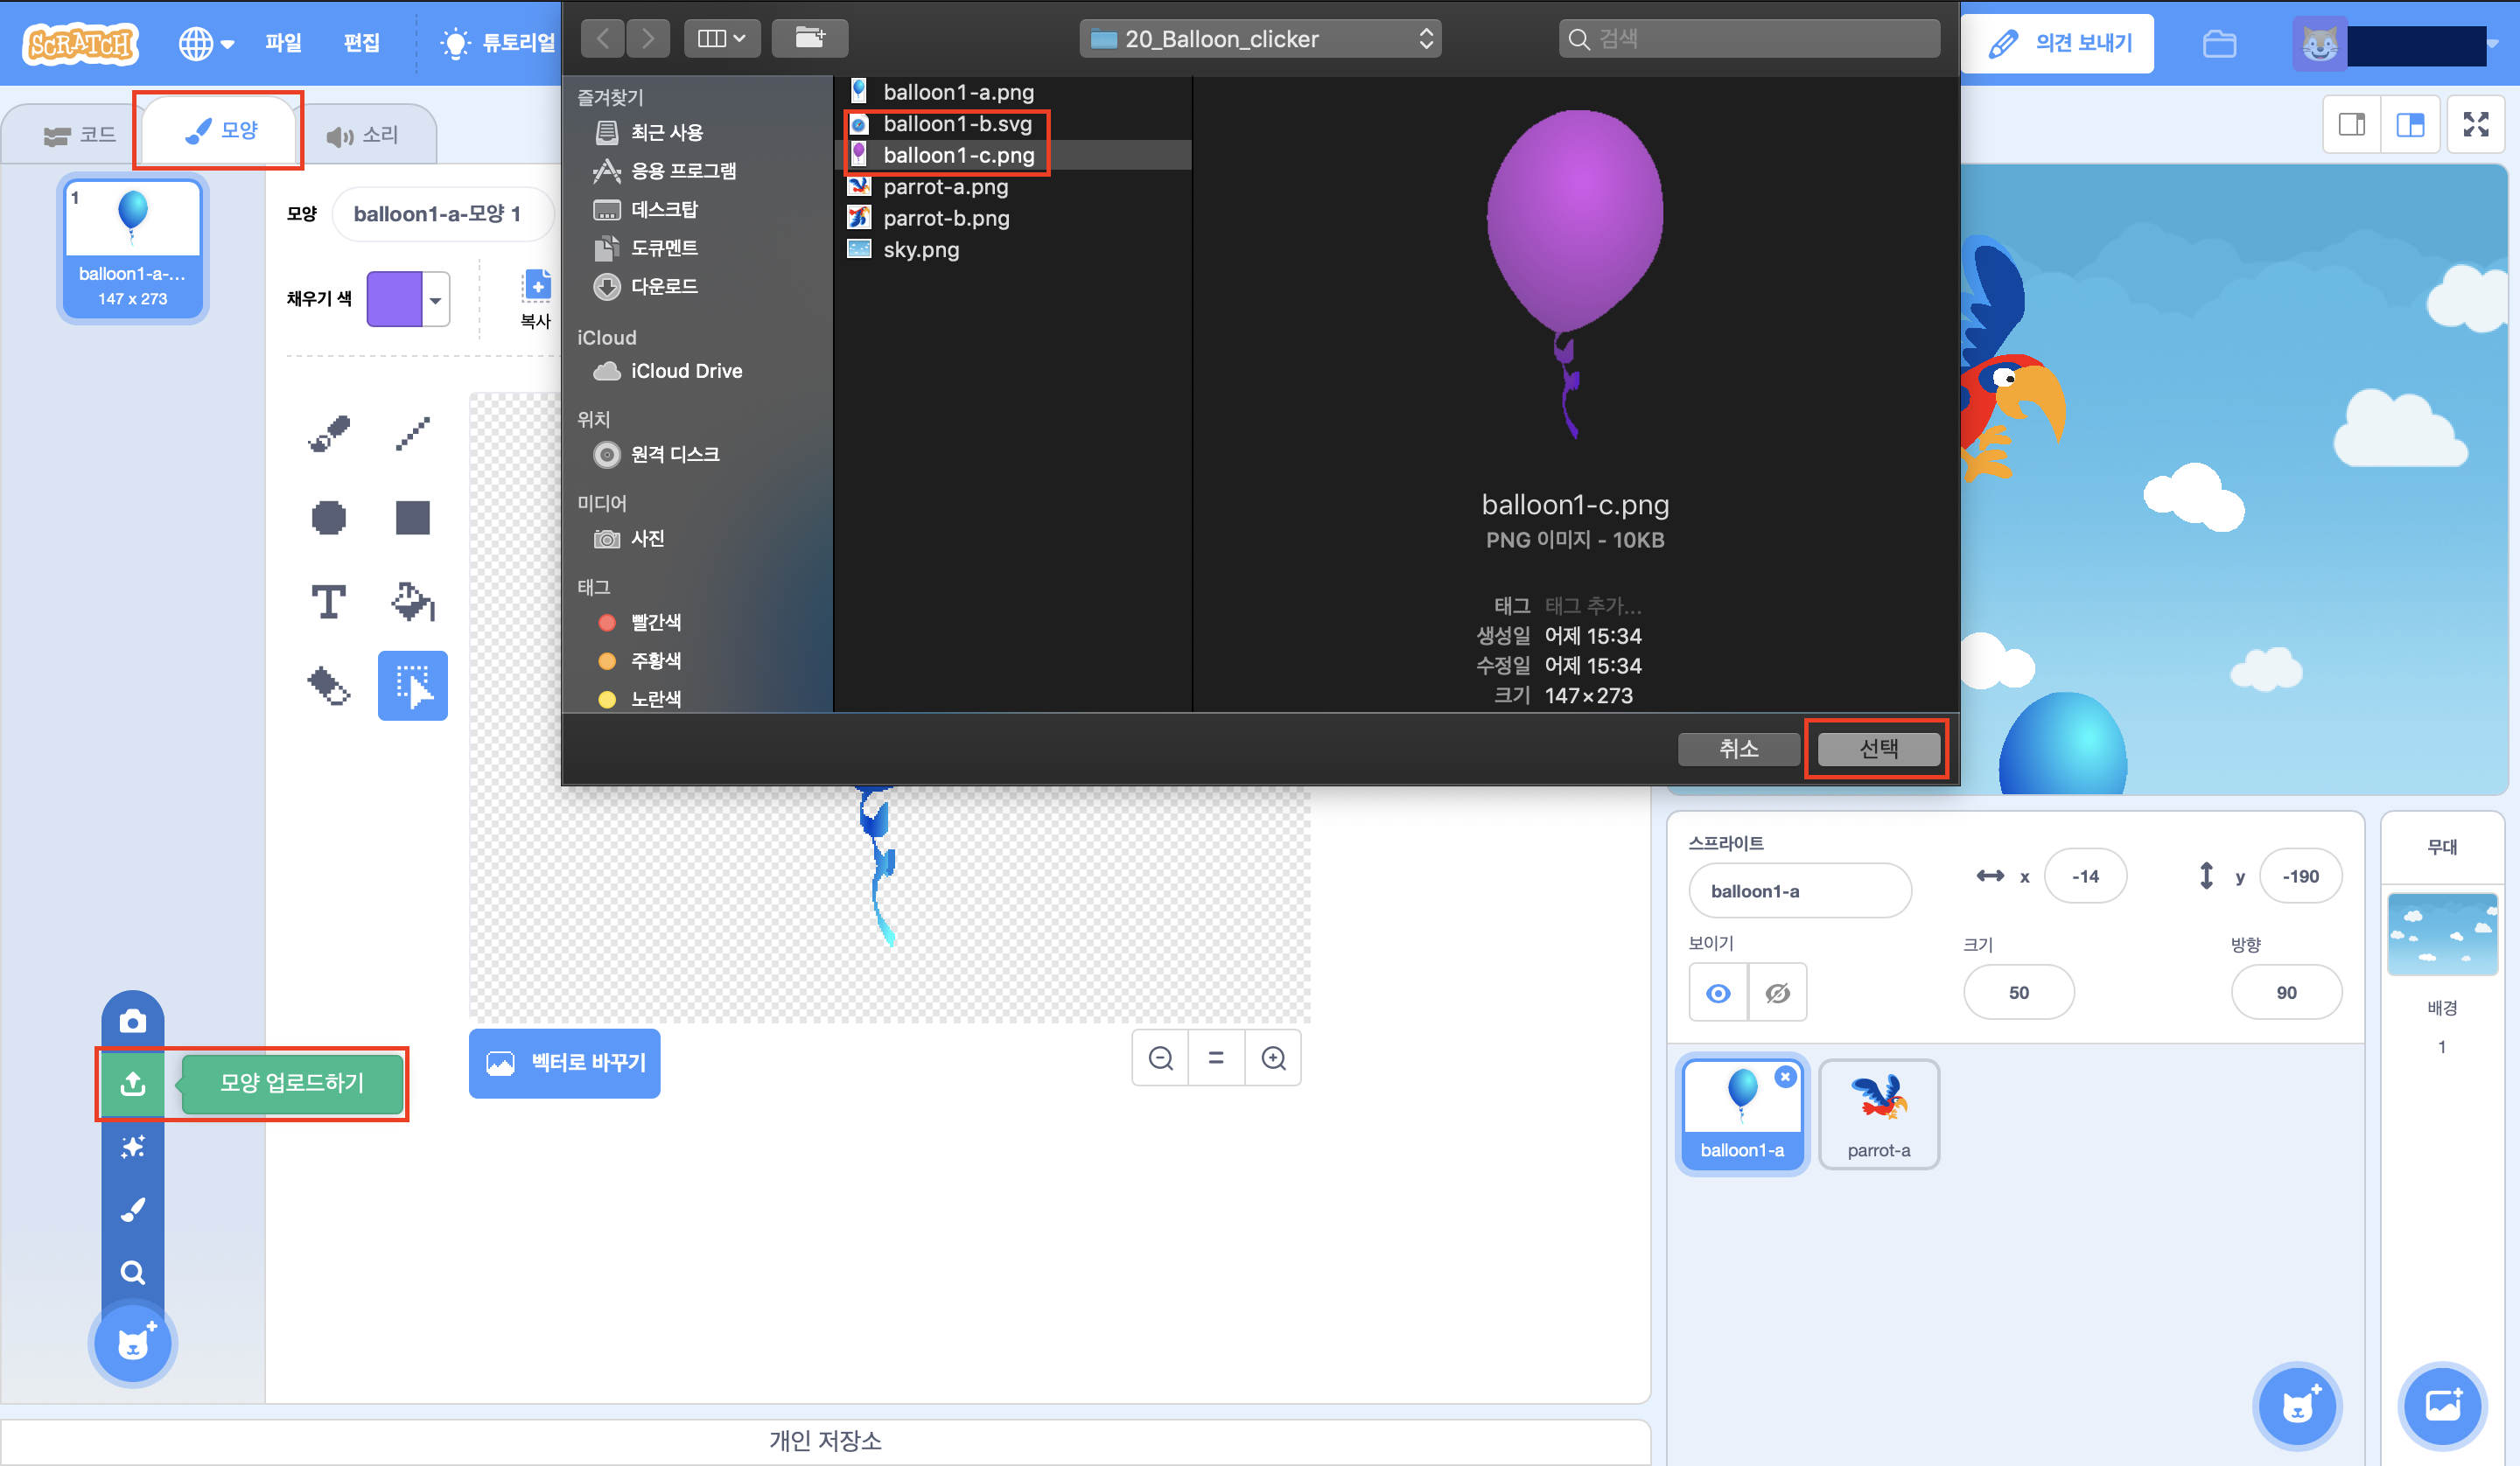 SCRATCH
파일
편집
튜토리얼
20_Balloon_clicker
검색
의견 보내기
코드
모양
소리
1
balloon1-a-...
147 x 273
모양
balloon1-a-모양 1
채우기 색
복사
즐겨찾기
최근 사용
응용 프로그램
데스크탑
도큐멘트
다운로드
iCloud
iCloud Drive
위치
원격 디스크
미디어
사진
태그
빨간색
주황색
노란색
balloon1-a.png
balloon1-b.svg
balloon1-c.png
parrot-a.png
parrot-b.png
sky.png
balloon1-c.png
PNG 이미지 - 10KB
태그 태그 추가...
생성일 어제 15:34
수정일 어제 15:34
크기 147×273
취소
선택
T
모양 업로드하기
벡터로 바꾸기
개인 저장소
스프라이트
balloon1-a
x -14
y -190
보이기
크기
50
방향
90
balloon1-a
parrot-a
무대
배경
1